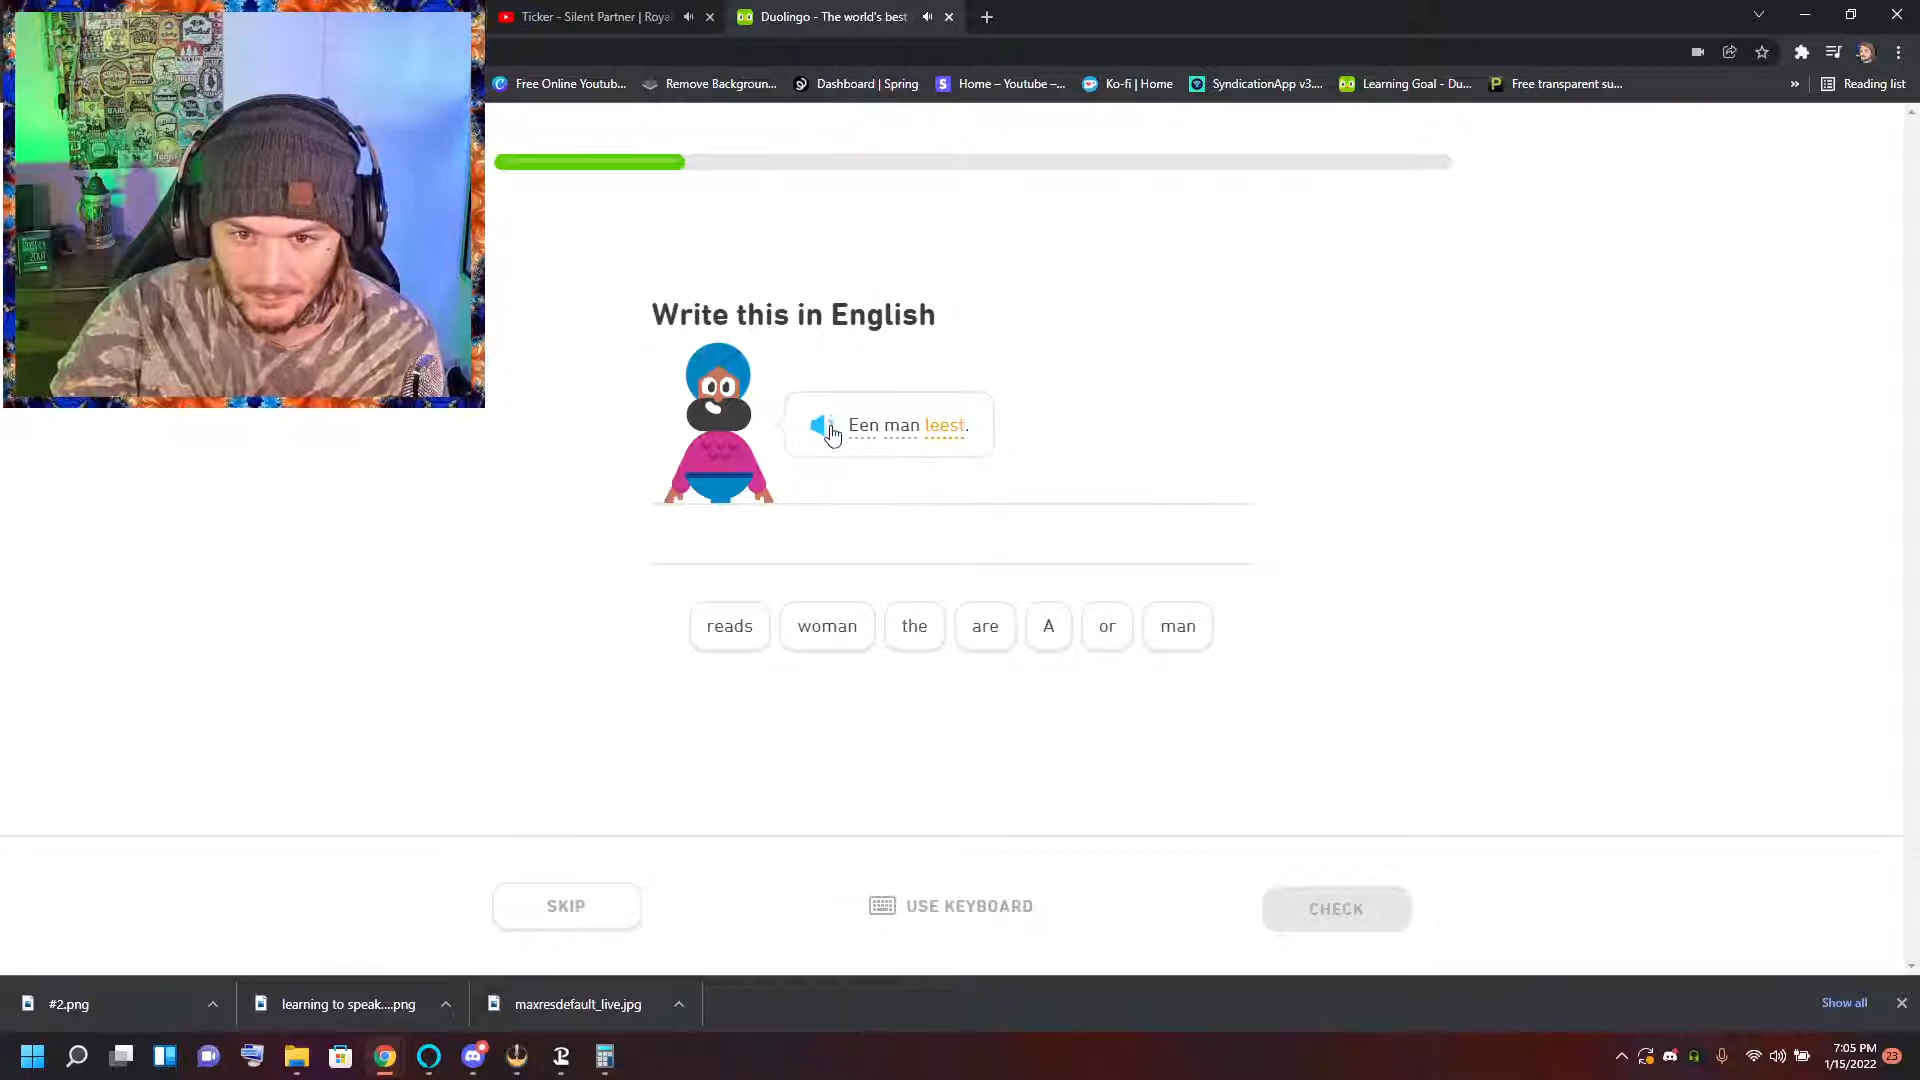 Ticker - Silent Partner | Roya
Duolingo - The world's best
Free Online Youtub...
Remove Backgroun...
Dashboard | Spring
Home – Youtube –...
Ko-fi | Home
SyndicationApp v3....
Learning Goal - Du...
Free transparent su...
»
Reading list
Write this in English
Een man leest.
reads
woman
the
are
A
or
man
SKIP
USE KEYBOARD
CHECK
#2.png
learning to speak....png
maxresdefault_live.jpg
Show all
7:05 PM
1/15/2022
23